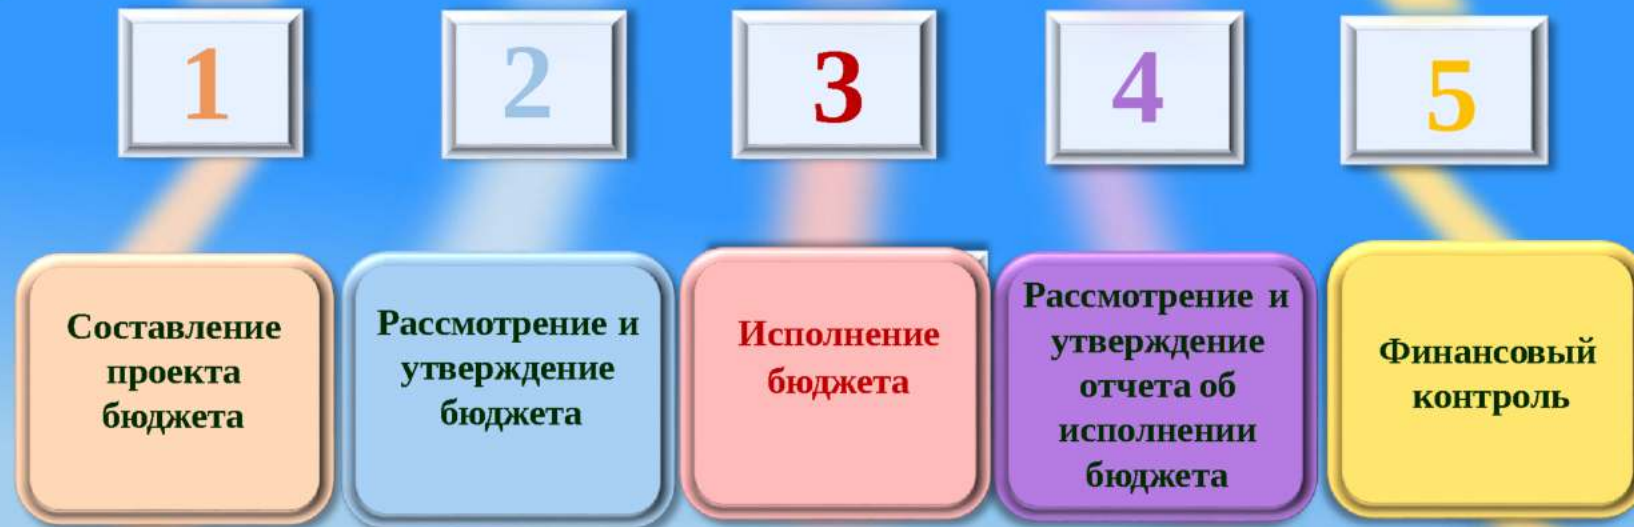 1
2
3
4
5
Составление
проекта
бюджета
Рассмотрение и
утверждение
бюджета
Исполнение
бюджета
Рассмотрение и
утверждение
отчета об
исполнении
бюджета
Финансовый
контроль